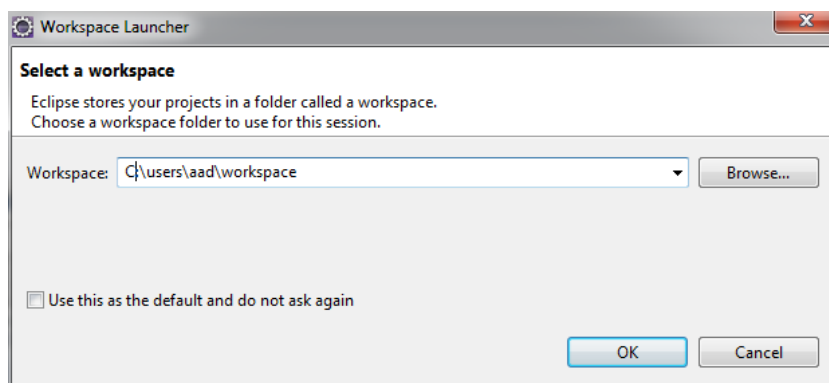 Workspace Launcher
Select a workspace
Eclipse stores your projects in a folder called a workspace.
Choose a workspace folder to use for this session.
Workspace: C:\users\aad\workspace Browse...
Use this as the default and do not ask again
OK Cancel